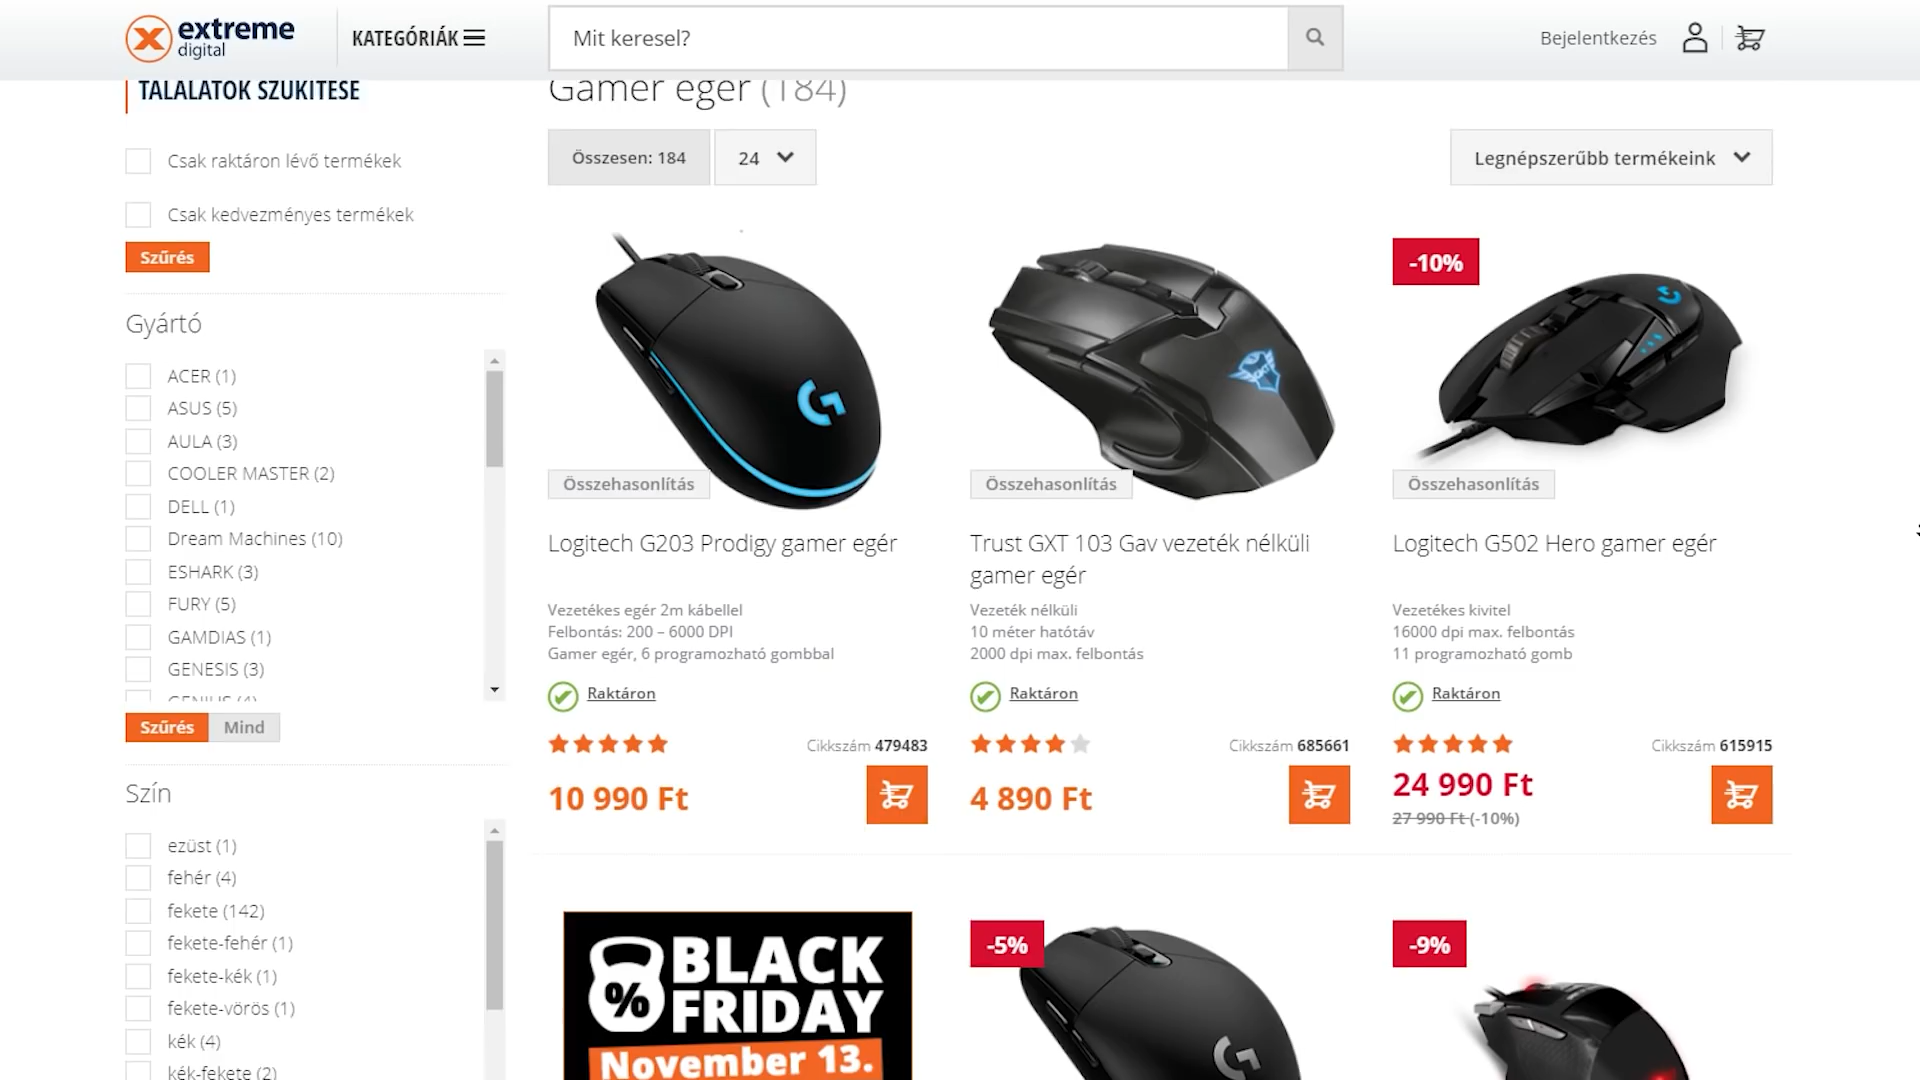 extreme
digital
KATEGÓRIÁK
Mit keresel?
Bejelentkezés
TALÁLATOK SZŰKÍTÉSE
Csak raktáron lévő termékek
Csak kedvezményes termékek
Szűrés
Gyártó
ACER (1)
ASUS (5)
AULA (3)
COOLER MASTER (2)
DELL (1)
Dream Machines (10)
ESHARK (3)
FURY (5)
GAMDIAS (1)
GENESIS (3)
GENIUS (4)
Szűrés
Mind
Szín
ezüst (1)
fehér (4)
fekete (142)
fekete-fehér (1)
fekete-kék (1)
fekete-vörös (1)
kék (4)
kék-fekete (2)
Gamer egér (184)
Összesen: 184
24
Legnépszerűbb termékeink
Összehasonlítás
Logitech G203 Prodigy gamer egér
Vezetékes egér 2m kábellel
Felbontás: 200 – 6000 DPI
Gamer egér, 6 programozható gombbal
Raktáron
Cikkszám 479483
10 990 Ft
Összehasonlítás
Trust GXT 103 Gav vezeték nélküli
gamer egér
Vezeték nélküli
10 méter hatótáv
2000 dpi max. felbontás
Raktáron
Cikkszám 685661
4 890 Ft
-10%
Összehasonlítás
Logitech G502 Hero gamer egér
Vezetékes kivitel
16000 dpi max. felbontás
11 programozható gomb
Raktáron
Cikkszám 615915
24 990 Ft
27 990 Ft (-10%)
%
BLACK
FRIDAY
November 13.
-5%
-9%